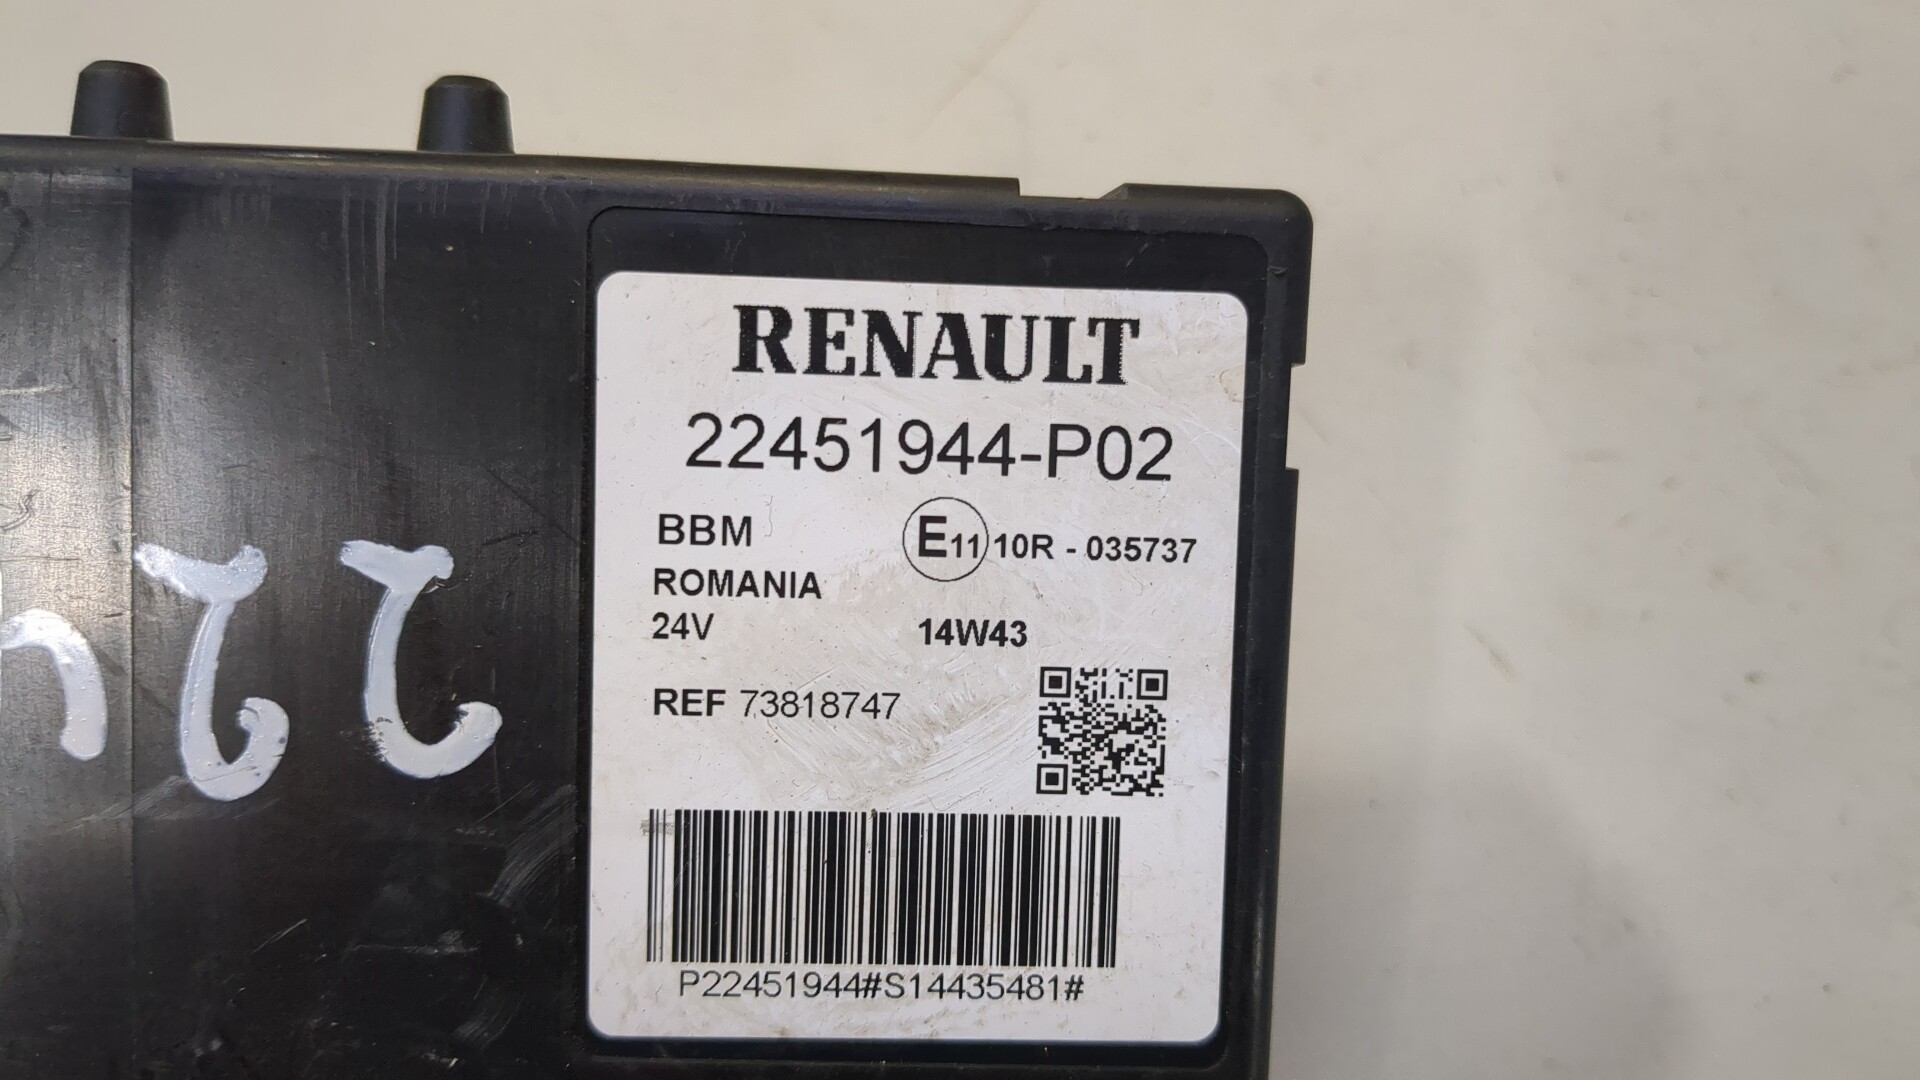 RENAULT
22451944-P02
BBM
E11 10R - 035737
ROMANIA
24V
14W43
REF 73818747
P22451944#S14435481#